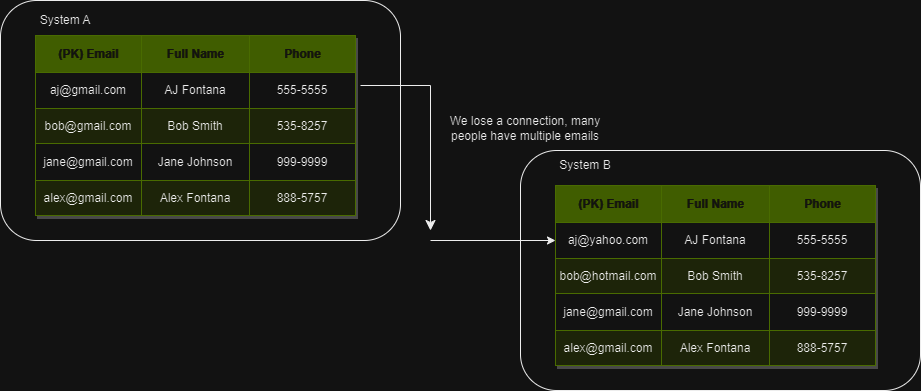 System A
(PK) Email Full Name Phone
aj@gmail.com AJ Fontana 555-5555
bob@gmail.com Bob Smith 535-8257
jane@gmail.com Jane Johnson 999-9999
alex@gmail.com Alex Fontana 888-5757
We lose a connection, many
people have multiple emails
System B
(PK) Email Full Name Phone
aj@yahoo.com AJ Fontana 555-5555
bob@hotmail.com Bob Smith 535-8257
jane@gmail.com Jane Johnson 999-9999
alex@gmail.com Alex Fontana 888-5757